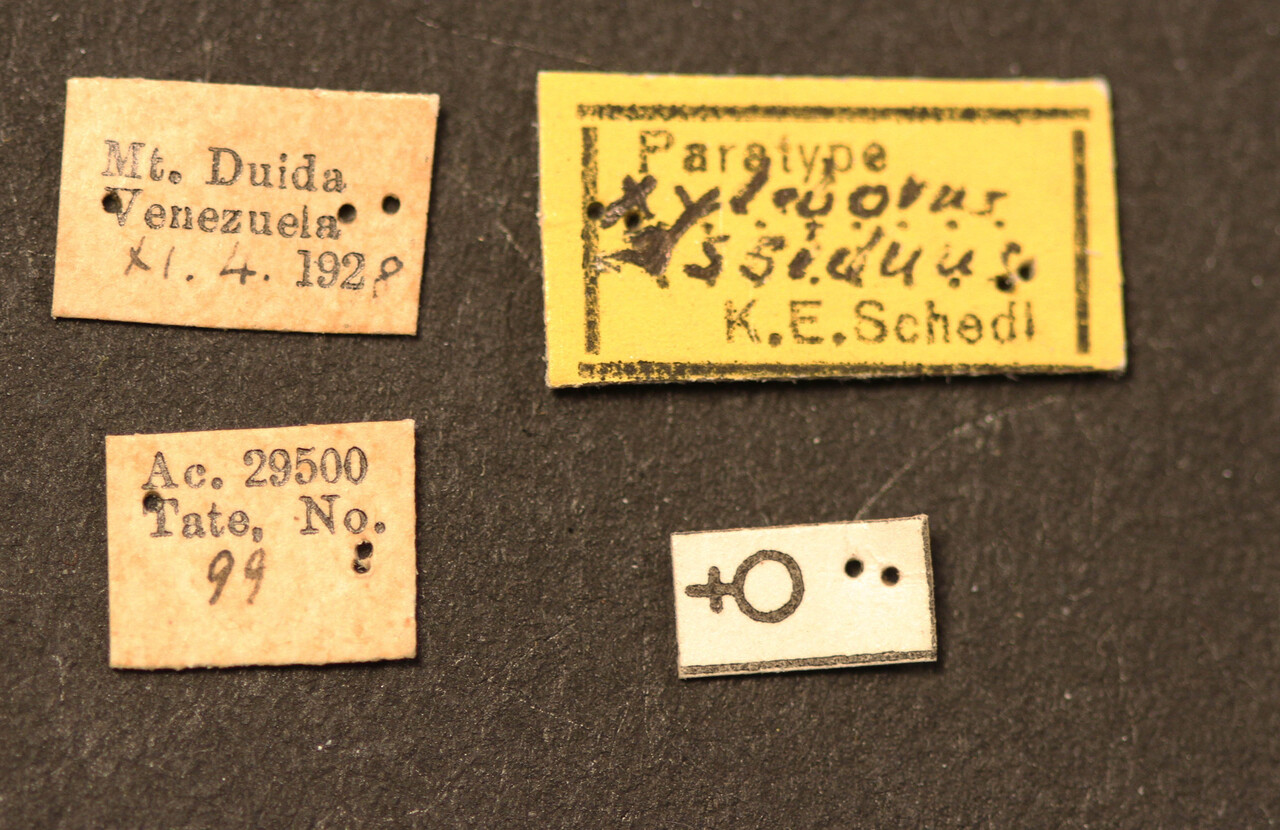 Mt. Duida
Venezuela
XI. 4. 1928
Paratype
Xyleborus
assiduus
K.E.Schedl
Ac. 29500
Tate, No.
99
♀